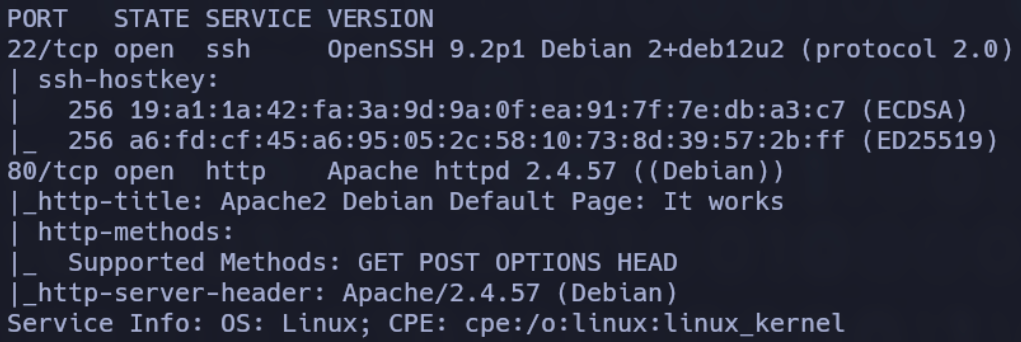 PORT   STATE SERVICE VERSION
22/tcp open  ssh     OpenSSH 9.2p1 Debian 2+deb12u2 (protocol 2.0)
| ssh-hostkey:
|   256 19:a1:1a:42:fa:3a:9d:9a:0f:ea:91:7f:7e:db:a3:c7 (ECDSA)
|_  256 a6:fd:cf:45:a6:95:05:2c:58:10:73:8d:39:57:2b:ff (ED25519)
80/tcp open  http    Apache httpd 2.4.57 ((Debian))
|_http-title: Apache2 Debian Default Page: It works
| http-methods:
|_  Supported Methods: GET POST OPTIONS HEAD
|_http-server-header: Apache/2.4.57 (Debian)
Service Info: OS: Linux; CPE: cpe:/o:linux:linux_kernel